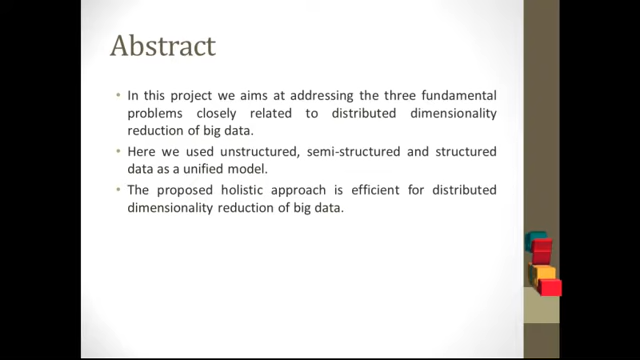 Abstract
• In this project we aims at addressing the three fundamental
problems closely related to distributed dimensionality
reduction of big data.
• Here we used unstructured, semi-structured and structured
data as a unified model.
• The proposed holistic approach is efficient for distributed
dimensionality reduction of big data.